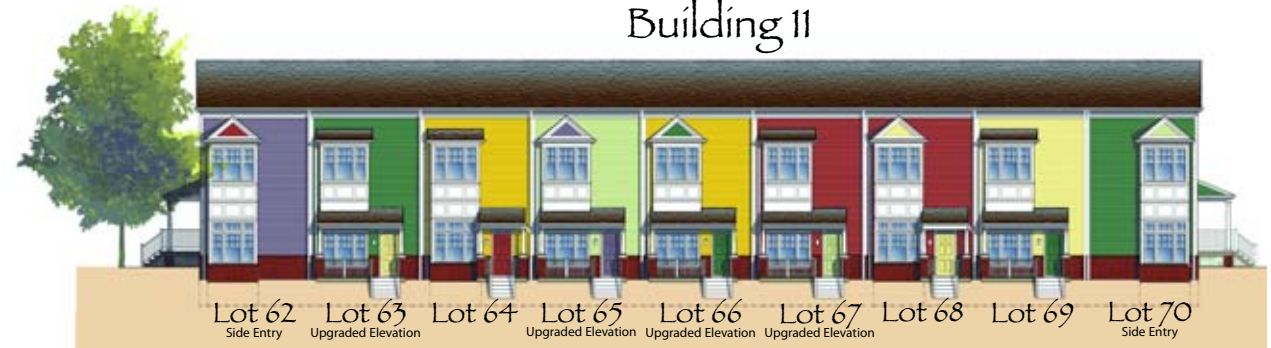 Building 11
Lot 62
Side Entry
Lot 63
Upgraded Elevation
Lot 64
Lot 65
Upgraded Elevation
Lot 66
Upgraded Elevation
Lot 67
Upgraded Elevation
Lot 68
Lot 69
Lot 70
Side Entry